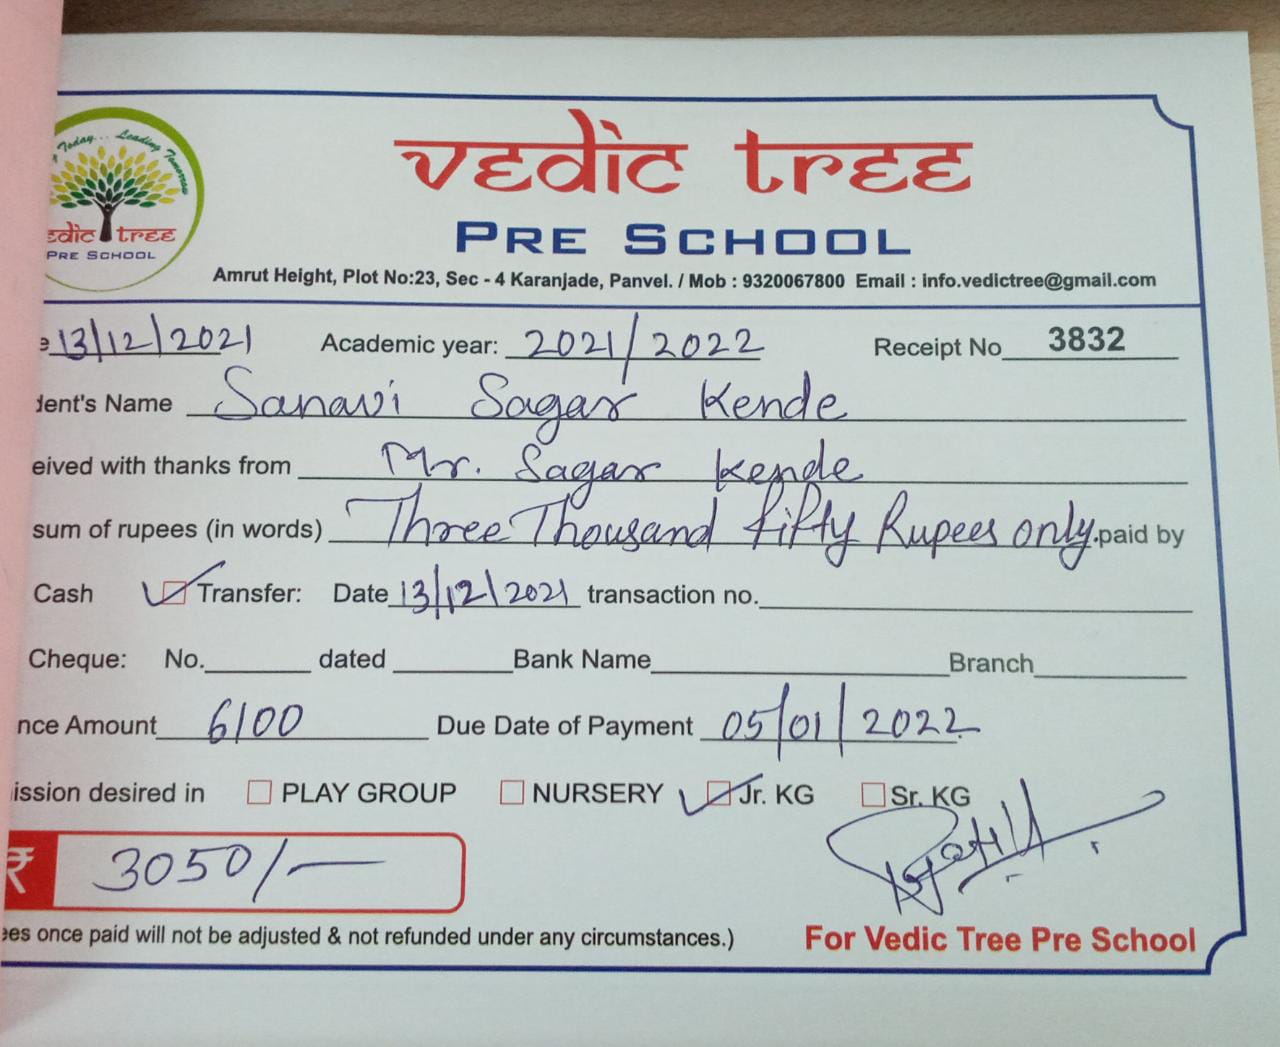 Today... Leading Tomorrow
edic tree
PRE SCHOOL
vedic tree
PRE SCHOOL
Amrut Height, Plot No:23, Sec - 4 Karanjade, Panvel. / Mob : 9320067800 Email : info.vedictree@gmail.com
e 13/12/2021 Academic year: 2021/2022 Receipt No 3832
dent's Name Sanavi Sagar Kende
eived with thanks from Mr. Sagar Kende
sum of rupees (in words) Three Thousand fifty Rupees only. paid by
Cash Transfer: Date 13/12/2021 transaction no.
Cheque: No. dated Bank Name Branch
nce Amount 6100 Due Date of Payment 05/01/2022
ission desired in PLAY GROUP NURSERY Jr. KG Sr. KG
₹ 3050/-
ees once paid will not be adjusted & not refunded under any circumstances.) For Vedic Tree Pre School